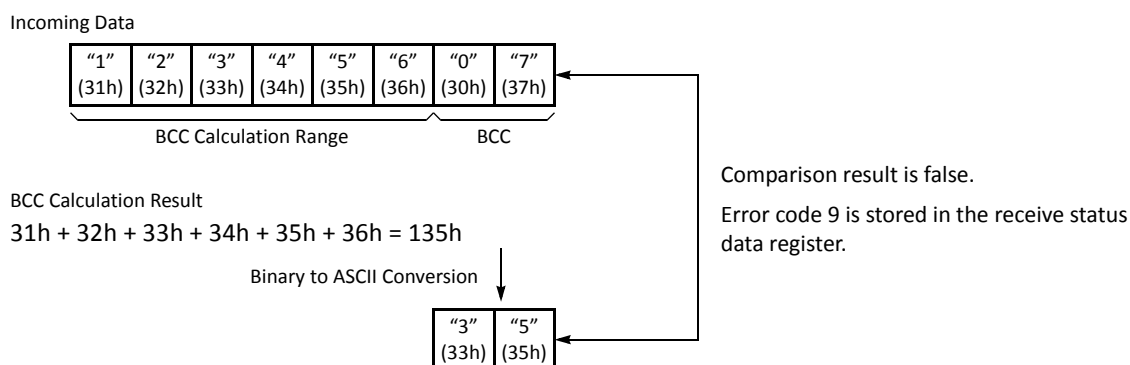 Incoming Data
“1” “2” “3” “4” “5” “6” “0” “7”
(31h) (32h) (33h) (34h) (35h) (36h) (30h) (37h)
BCC Calculation Range BCC
Comparison result is false.
Error code 9 is stored in the receive status
data register.
BCC Calculation Result
31h + 32h + 33h + 34h + 35h + 36h = 135h
Binary to ASCII Conversion
“3” “5”
(33h) (35h)